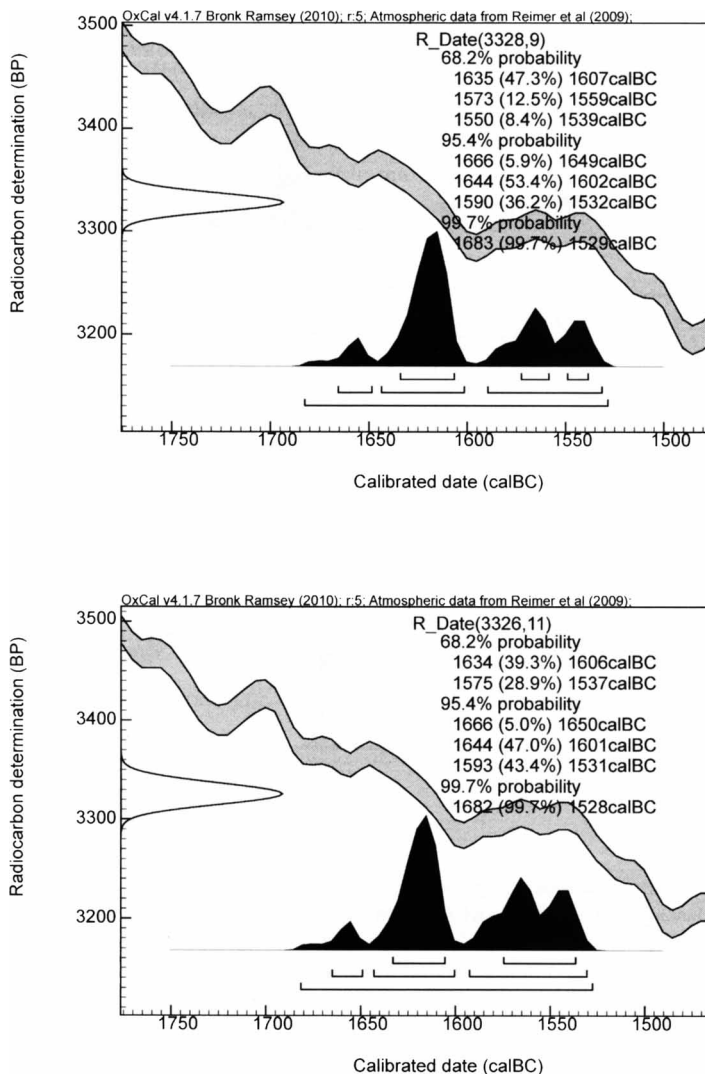 OxCal v4.1.7 Bronk Ramsey (2010); r:5; Atmospheric data from Reimer et al (2009);
R_Date(3328,9)
68.2% probability
1635 (47.3%) 1607calBC
1573 (12.5%) 1559calBC
1550 (8.4%) 1539calBC
95.4% probability
1666 (5.9%) 1649calBC
1644 (53.4%) 1602calBC
1590 (36.2%) 1532calBC
99.7% probability
1683 (99.7%) 1529calBC
Radiocarbon determination (BP)
3500
3400
3300
3200
1750 1700 1650 1600 1550 1500
Calibrated date (calBC)
OxCal v4.1.7 Bronk Ramsey (2010); r:5; Atmospheric data from Reimer et al (2009);
R_Date(3326,11)
68.2% probability
1634 (39.3%) 1606calBC
1575 (28.9%) 1537calBC
95.4% probability
1666 (5.0%) 1650calBC
1644 (47.0%) 1601calBC
1593 (43.4%) 1531calBC
99.7% probability
1682 (99.7%) 1528calBC
Radiocarbon determination (BP)
3500
3400
3300
3200
1750 1700 1650 1600 1550 1500
Calibrated date (calBC)